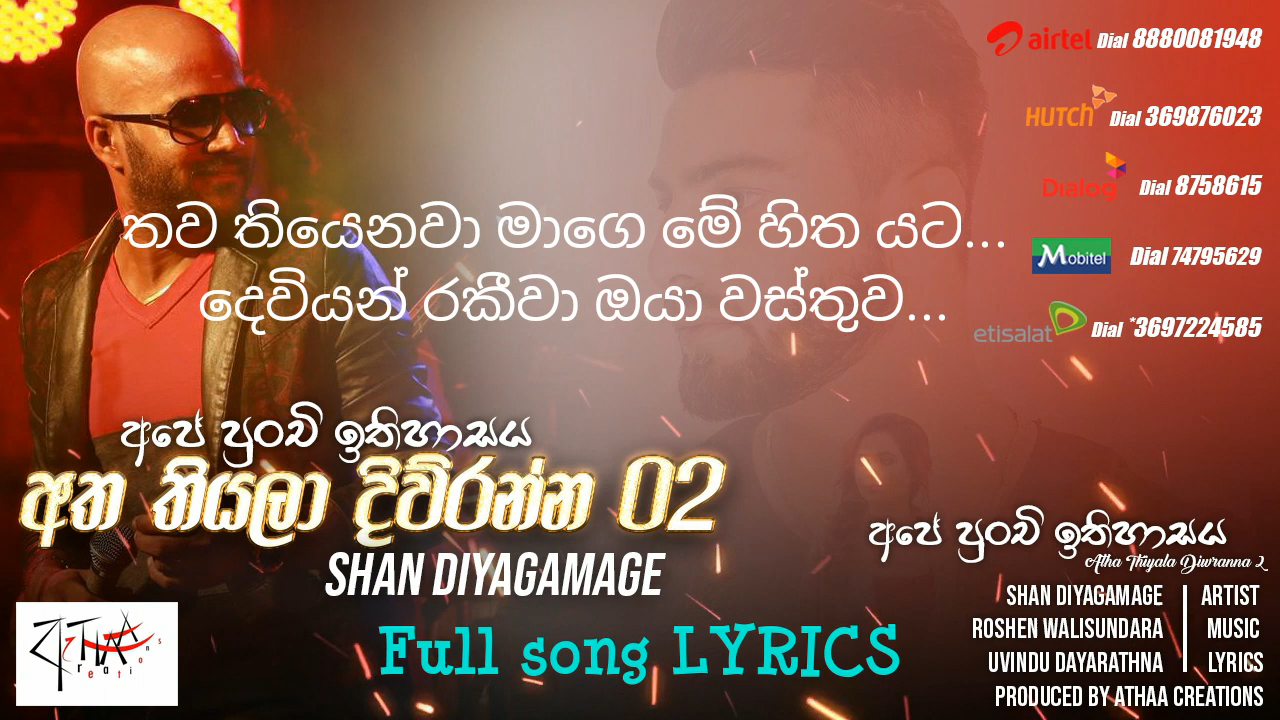 airtel Dial 8880081948
HUTCH Dial 369876023
Dialog Dial 8758615
Mobitel Dial 74795629
etisalat Dial *3697224585
තව තියෙනවා මාගෙ මේ හිත යට...
දෙවියන් රකීවා ඔයා වස්තුව...
අපේ පුංචි ඉතිහාසය
අත තියලා දිව්රන්න 02
SHAN DIYAGAMAGE
Full song LYRICS
අපේ පුංචි ඉතිහාසය
Atha Thiyala Diwranna 2
SHAN DIYAGAMAGE | ARTIST
ROSHEN WALISUNDARA | MUSIC
UVINDU DAYARATHNA | LYRICS
PRODUCED BY ATHAA CREATIONS